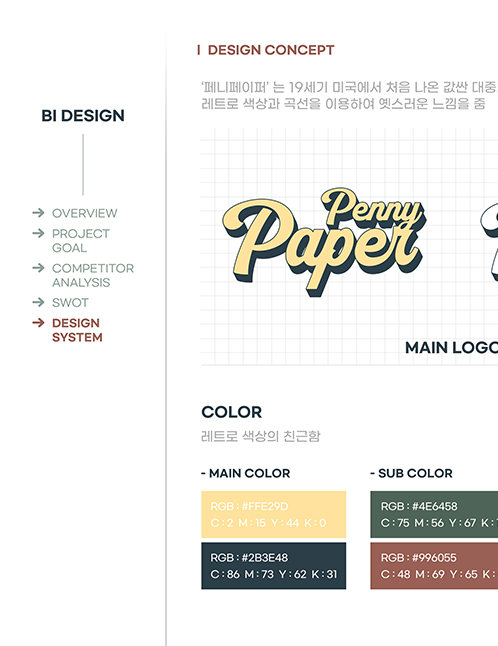 BI DESIGN
OVERVIEW
PROJECT
GOAL
COMPETITOR
ANALYSIS
SWOT
DESIGN
SYSTEM
I DESIGN CONCEPT
'페니페이퍼' 는 19세기 미국에서 처음 나온 값싼 대중
레트로 색상과 곡선을 이용하여 옛스러운 느낌을 줌
Penny
Paper
MAIN LOGO
COLOR
레트로 색상의 친근함
- MAIN COLOR
RGB : #FFE29D
C : 2 M : 15 Y : 44 K : 0
RGB : #2B3E48
C : 86 M : 73 Y : 62 K : 31
- SUB COLOR
RGB : #4E6458
C : 75 M : 56 Y : 67 K :
RGB : #996055
C : 48 M : 69 Y : 65 K :